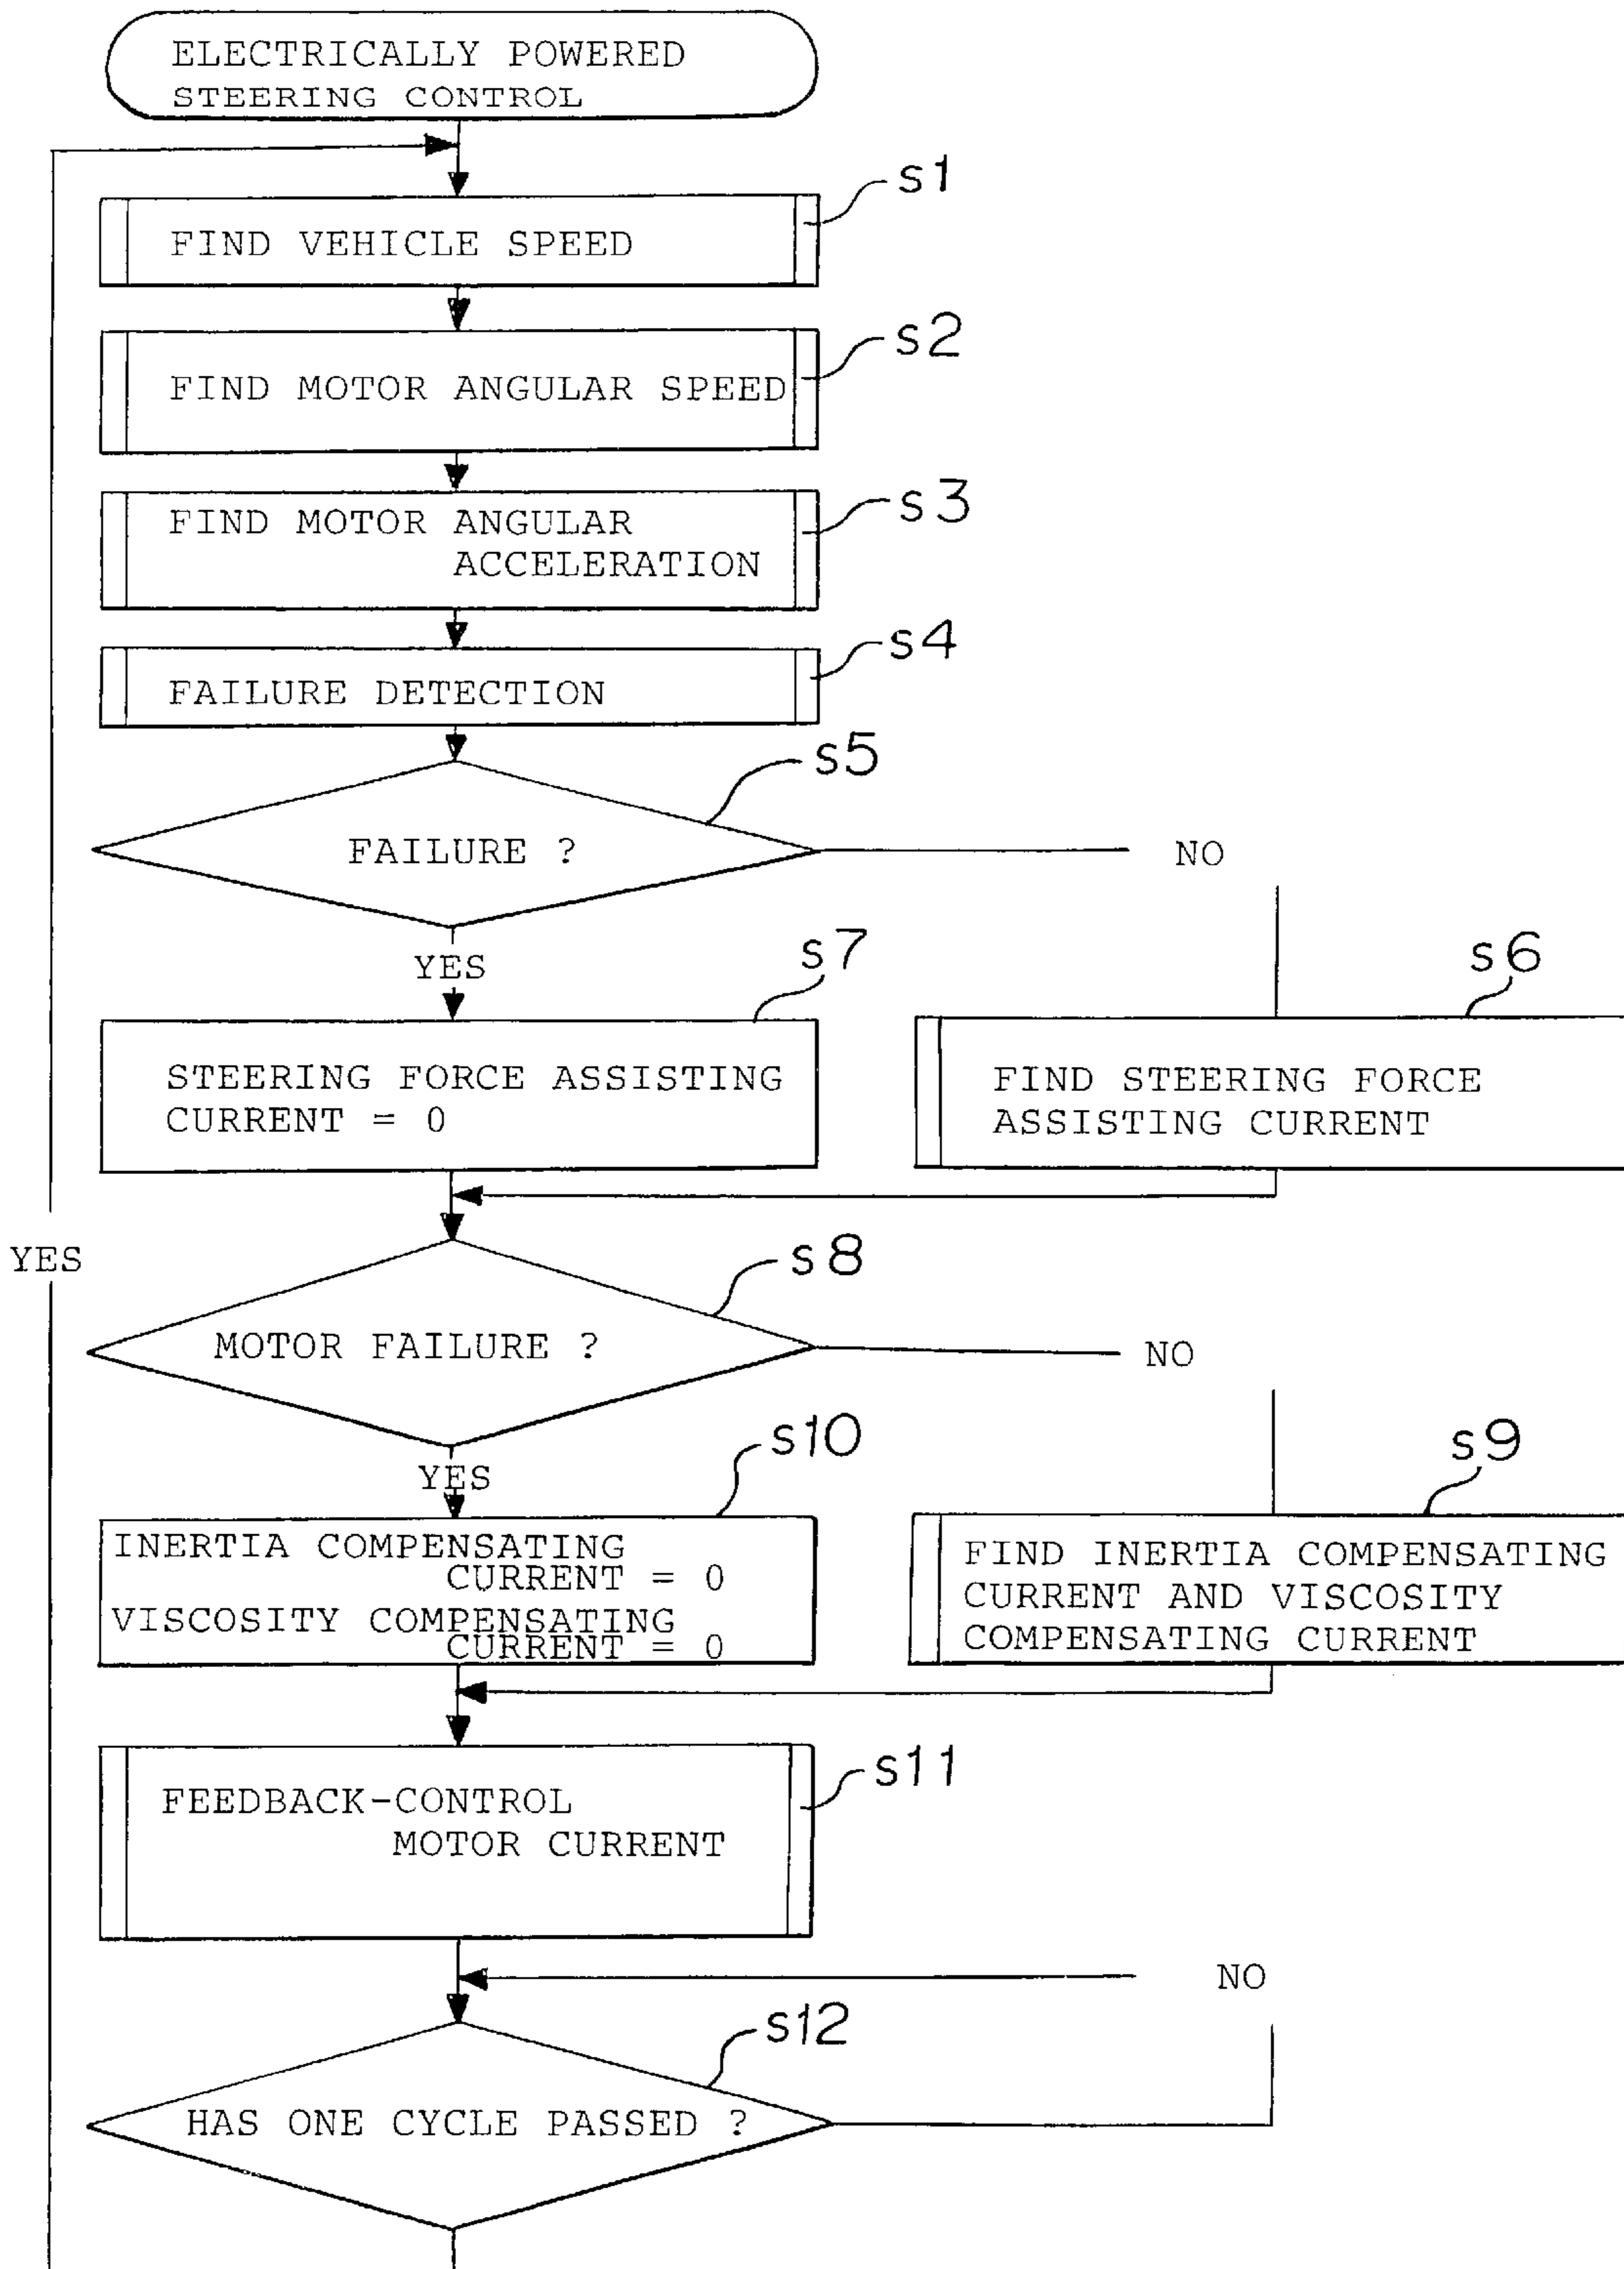 ELECTRICALLY POWERED
STEERING CONTROL
s1
FIND VEHICLE SPEED
s2
FIND MOTOR ANGULAR SPEED
s3
FIND MOTOR ANGULAR
ACCELERATION
s4
FAILURE DETECTION
s5
FAILURE ?
NO
YES
s7
s6
STEERING FORCE ASSISTING
CURRENT = 0
FIND STEERING FORCE
ASSISTING CURRENT
YES
s8
MOTOR FAILURE ?
NO
YES
s10
s9
INERTIA COMPENSATING
CURRENT = 0
VISCOSITY COMPENSATING
CURRENT = 0
FIND INERTIA COMPENSATING
CURRENT AND VISCOSITY
COMPENSATING CURRENT
s11
FEEDBACK-CONTROL
MOTOR CURRENT
NO
s12
HAS ONE CYCLE PASSED ?